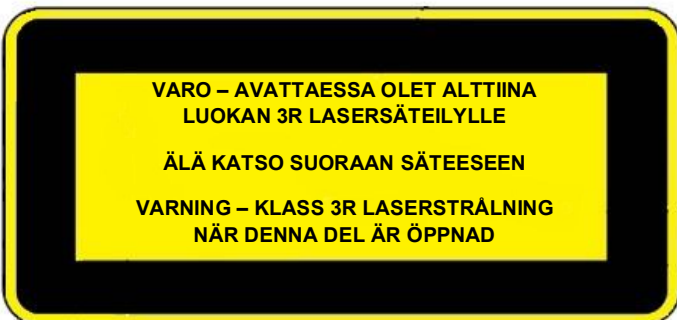 VARO – AVATTAESSA OLET ALTTIINA
LUOKAN 3R LASERSÄTEILYLLE
ÄLÄ KATSO SUORAAN SÄTEESEEN
VARNING – KLASS 3R LASERSTRÅLNING
NÄR DENNA DEL ÄR ÖPPNAD